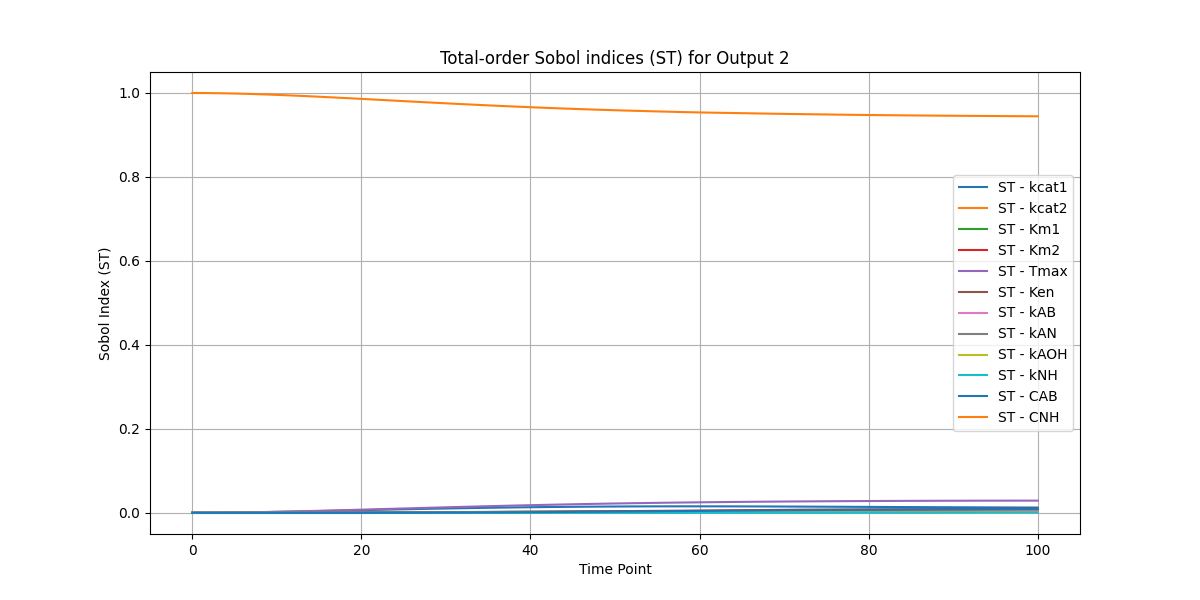 Total-order Sobol indices (ST) for Output 2
Sobol Index (ST)
1.0
0.8
0.6
0.4
0.2
0.0
ST - kcat1
ST - kcat2
ST - Km1
ST - Km2
ST - Tmax
ST - Ken
ST - kAB
ST - kAN
ST - kAOH
ST - kNH
ST - CAB
ST - CNH
0 20 40 60 80 100
Time Point